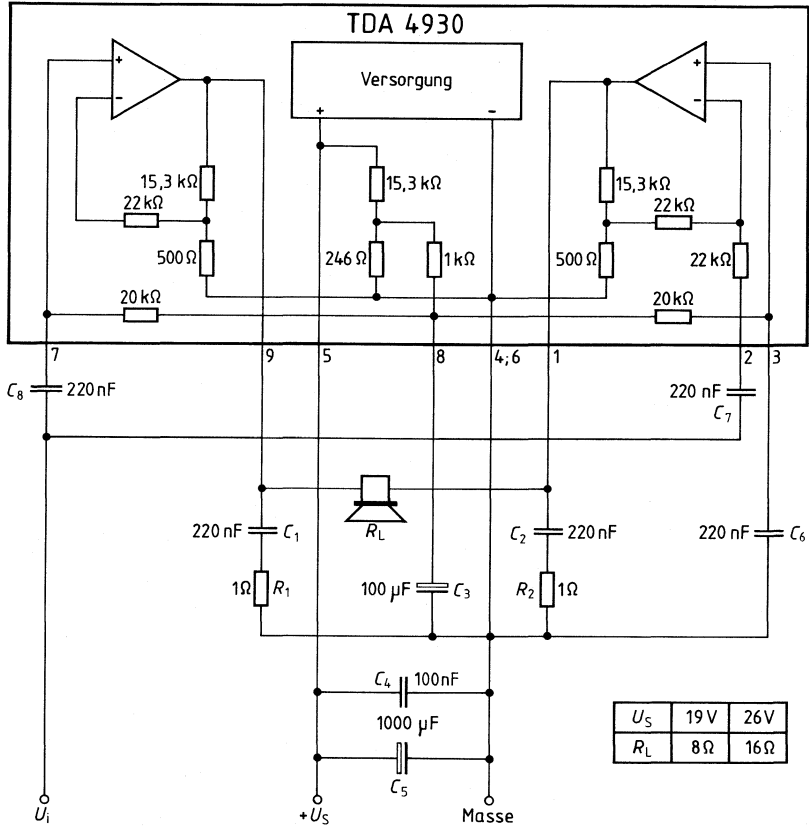 TDA 4930
Versorgung
+ -
+
-
+
-
15,3 kΩ
15,3 kΩ
15,3 kΩ
22 kΩ
22 kΩ
500 Ω
246 Ω
1 kΩ
500 Ω
22 kΩ
20 kΩ
20 kΩ
7 9 5 8 4; 6 1 2 3
C8 220 nF
220 nF C7
220 nF C1
RL
C2 220 nF
220 nF C6
1Ω R1
100 µF C3
R2 1Ω
C4 100nF
1000 µF
C5
US 19 V 26 V
RL 8 Ω 16 Ω
Ui +US Masse